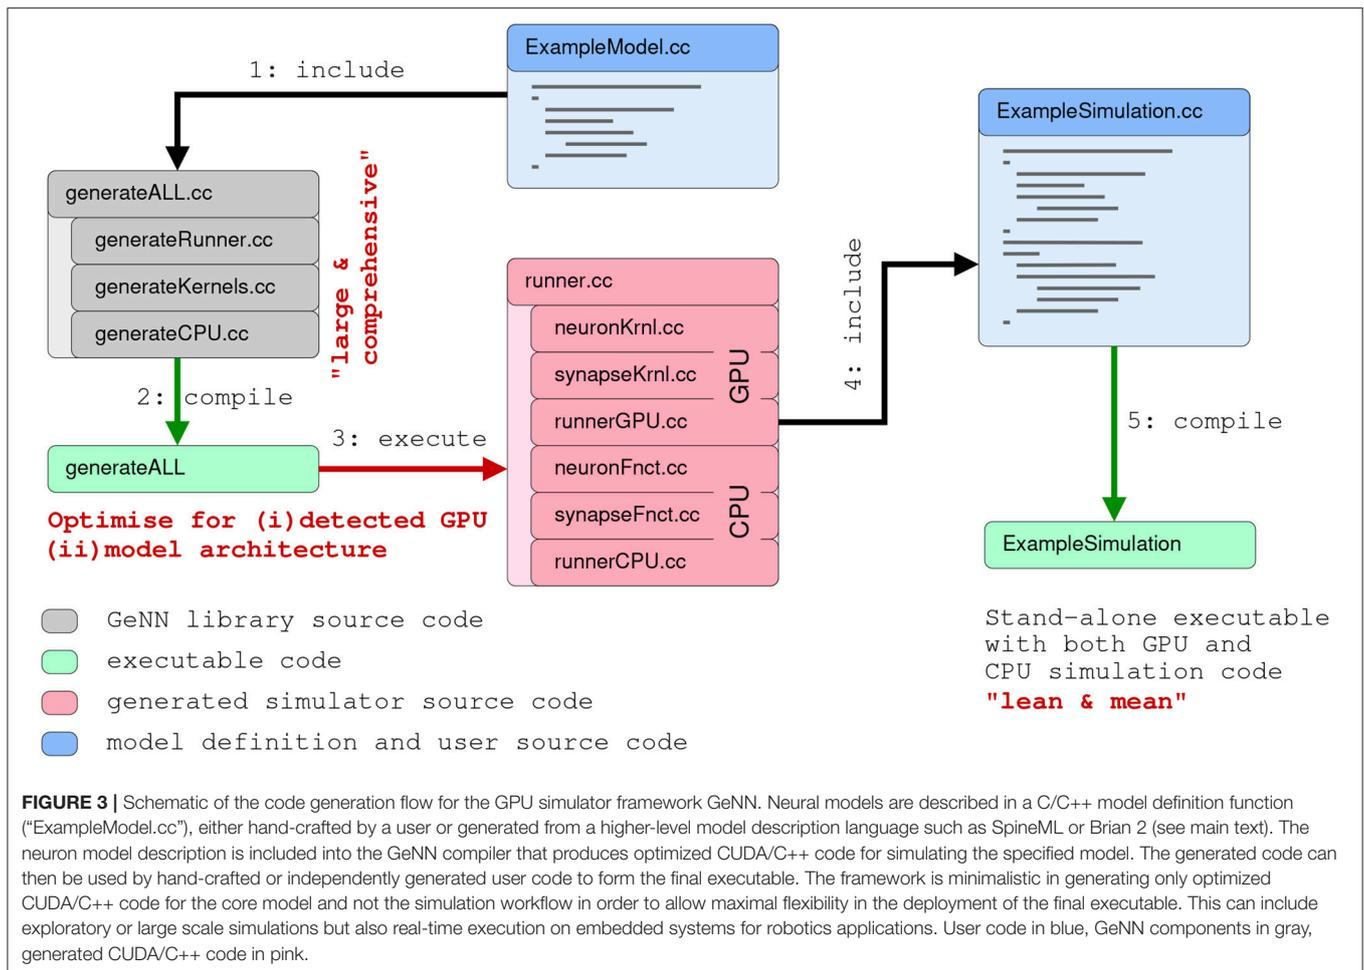 ExampleModel.cc
1: include
ExampleSimulation.cc
generateALL.cc
generateRunner.cc
generateKernels.cc
generateCPU.cc
"large &
comprehensive"
runner.cc
neuronKrnl.cc
synapseKrnl.cc
runnerGPU.cc
neuronFnct.cc
synapseFnct.cc
runnerCPU.cc
GPU
CPU
4: include
2: compile
3: execute
generateALL
5: compile
Optimise for (i)detected GPU
(ii)model architecture
ExampleSimulation
GeNN library source code
executable code
generated simulator source code
model definition and user source code
Stand-alone executable
with both GPU and
CPU simulation code
"lean & mean"
FIGURE 3 | Schematic of the code generation flow for the GPU simulator framework GeNN. Neural models are described in a C/C++ model definition function
(“ExampleModel.cc”), either hand-crafted by a user or generated from a higher-level model description language such as SpineML or Brian 2 (see main text). The
neuron model description is included into the GeNN compiler that produces optimized CUDA/C++ code for simulating the specified model. The generated code can
then be used by hand-crafted or independently generated user code to form the final executable. The framework is minimalistic in generating only optimized
CUDA/C++ code for the core model and not the simulation workflow in order to allow maximal flexibility in the deployment of the final executable. This can include
exploratory or large scale simulations but also real-time execution on embedded systems for robotics applications. User code in blue, GeNN components in gray,
generated CUDA/C++ code in pink.